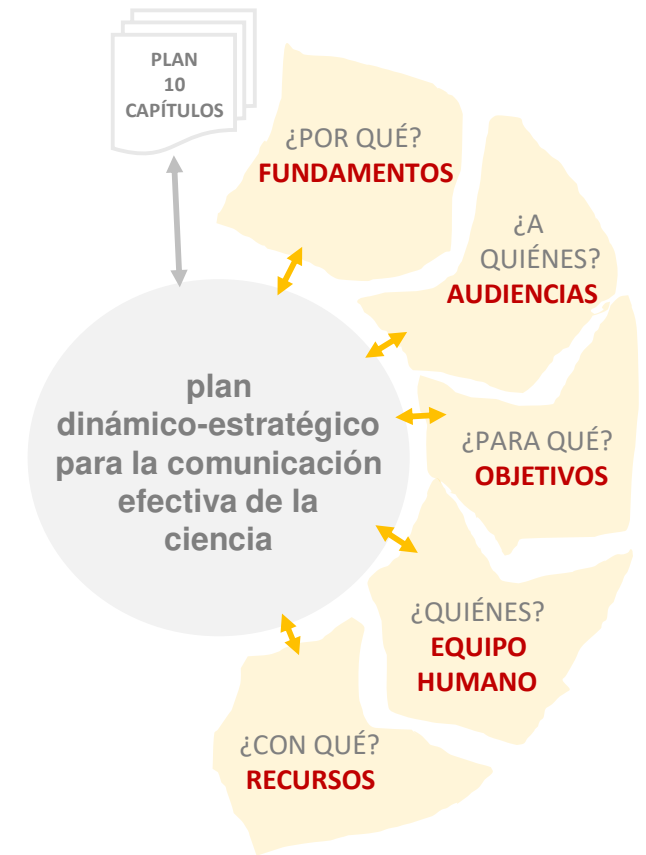 PLAN
10
CAPÍTULOS
¿POR QUÉ?
FUNDAMENTOS
¿A
QUIÉNES?
AUDIENCIAS
plan
dinámico-estratégico
para la comunicación
efectiva de la
ciencia
¿PARA QUÉ?
OBJETIVOS
¿QUIÉNES?
EQUIPO
HUMANO
¿CON QUÉ?
RECURSOS